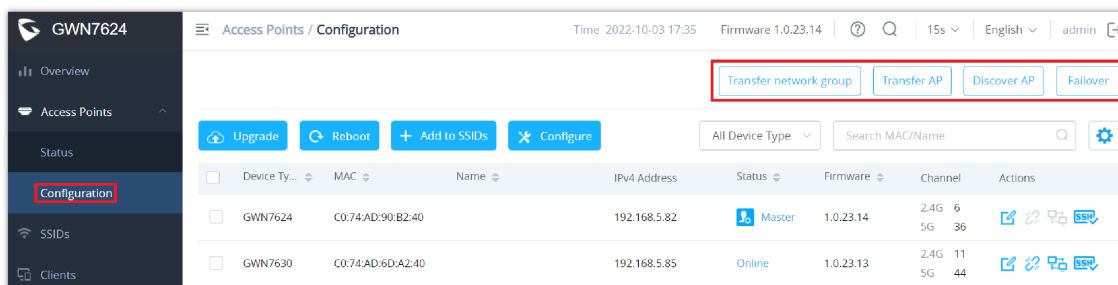 GWN7624
Access Points / Configuration
Time 2022-10-03 17:35
Firmware 1.0.23.14
15s
English
admin
Overview
Access Points
Status
Configuration
SSIDs
Clients
Transfer network group
Transfer AP
Discover AP
Failover
Upgrade
Reboot
+ Add to SSIDs
Configure
All Device Type
Search MAC/Name
Device Ty... MAC Name IPv4 Address Status Firmware Channel Actions
GWN7624 C0:74:AD:90:B2:40 192.168.5.82 Master 1.0.23.14 2.4G 6
5G 36
SSH
GWN7630 C0:74:AD:6D:A2:40 192.168.5.85 Online 1.0.23.13 2.4G 11
5G 44
SSH